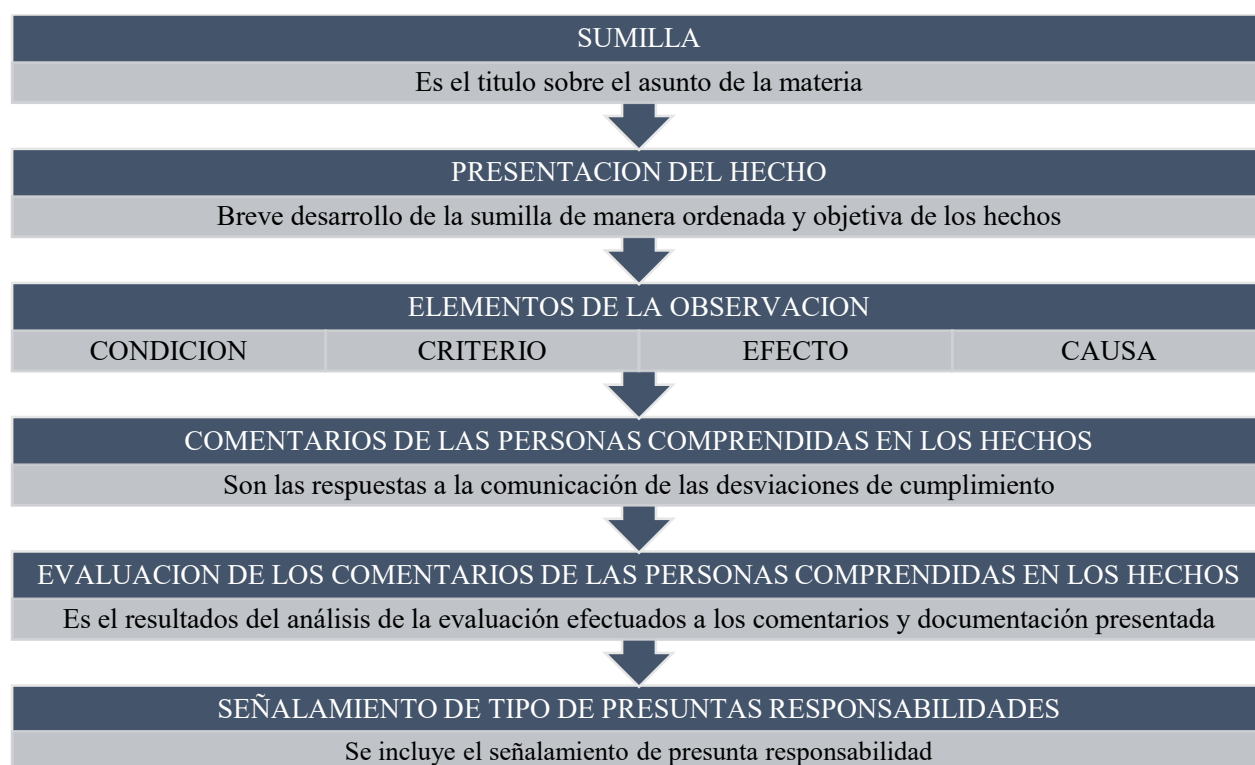 SUMILLA
Es el titulo sobre el asunto de la materia
PRESENTACION DEL HECHO
Breve desarrollo de la sumilla de manera ordenada y objetiva de los hechos
ELEMENTOS DE LA OBSERVACION
CONDICION CRITERIO EFECTO CAUSA
COMENTARIOS DE LAS PERSONAS COMPRENDIDAS EN LOS HECHOS
Son las respuestas a la comunicación de las desviaciones de cumplimiento
EVALUACION DE LOS COMENTARIOS DE LAS PERSONAS COMPRENDIDAS EN LOS HECHOS
Es el resultados del análisis de la evaluación efectuados a los comentarios y documentación presentada
SEÑALAMIENTO DE TIPO DE PRESUNTAS RESPONSABILIDADES
Se incluye el señalamiento de presunta responsabilidad